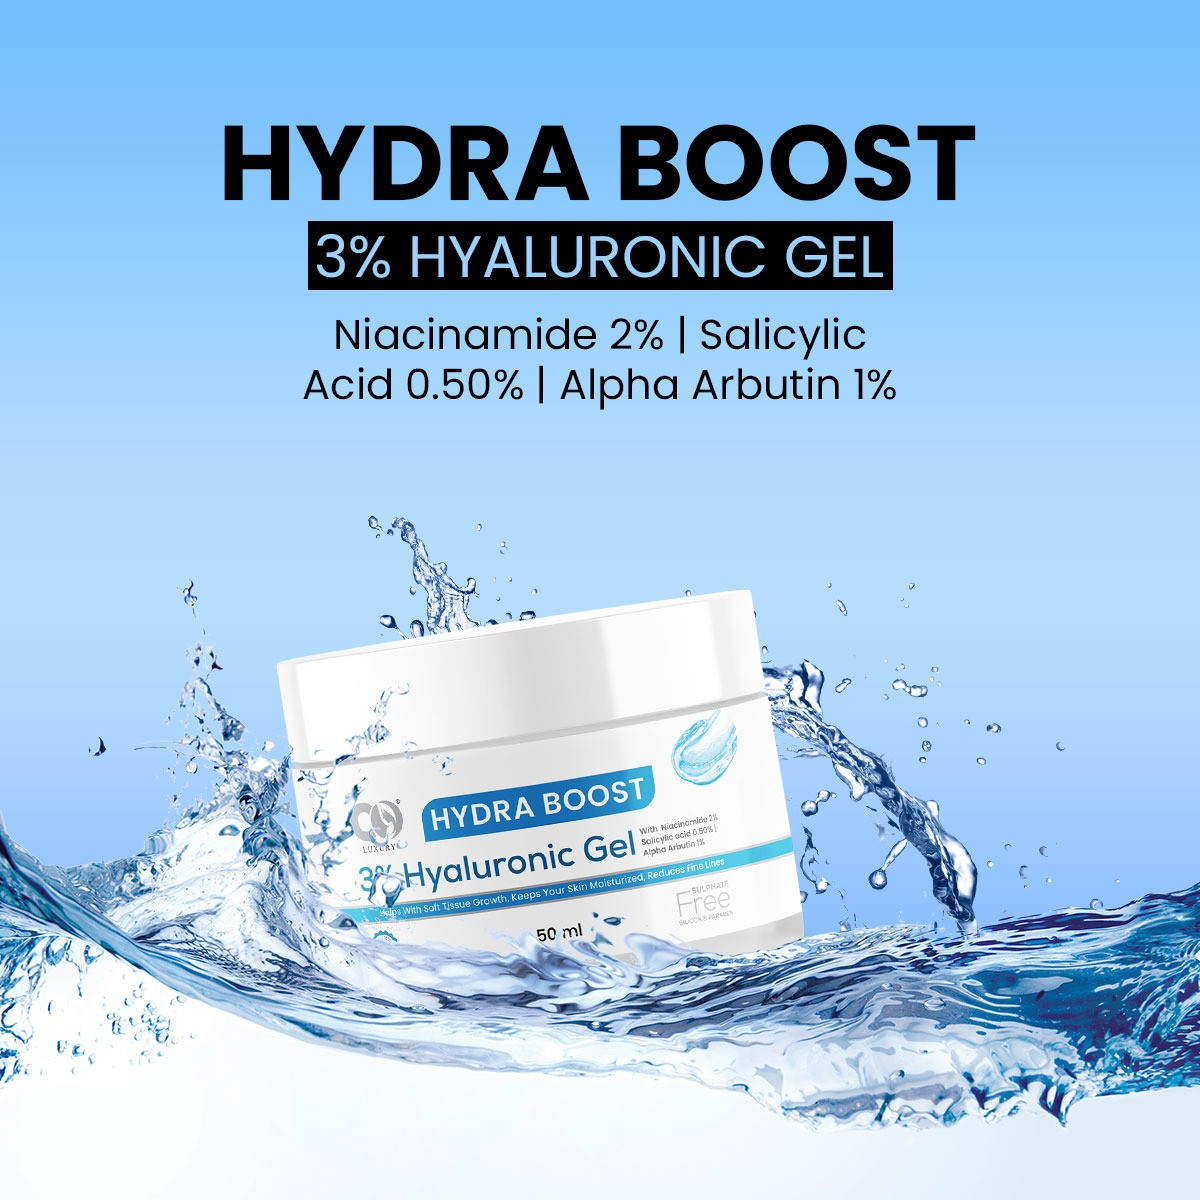 HYDRA BOOST
3% HYALURONIC GEL
Niacinamide 2% | Salicylic
Acid 0.50% | Alpha Arbutin 1%
LUXURY
HYDRA BOOST
3% Hyaluronic Gel
With Niacinamide 2%
Salicylic acid 0.50% |
Alpha Arbutin 1%
Helps With Soft Tissue Growth, Keeps Your Skin Moisturized, Reduces Fine Lines
SULPHATE
Free
SILICON & PARABEN
50 ml